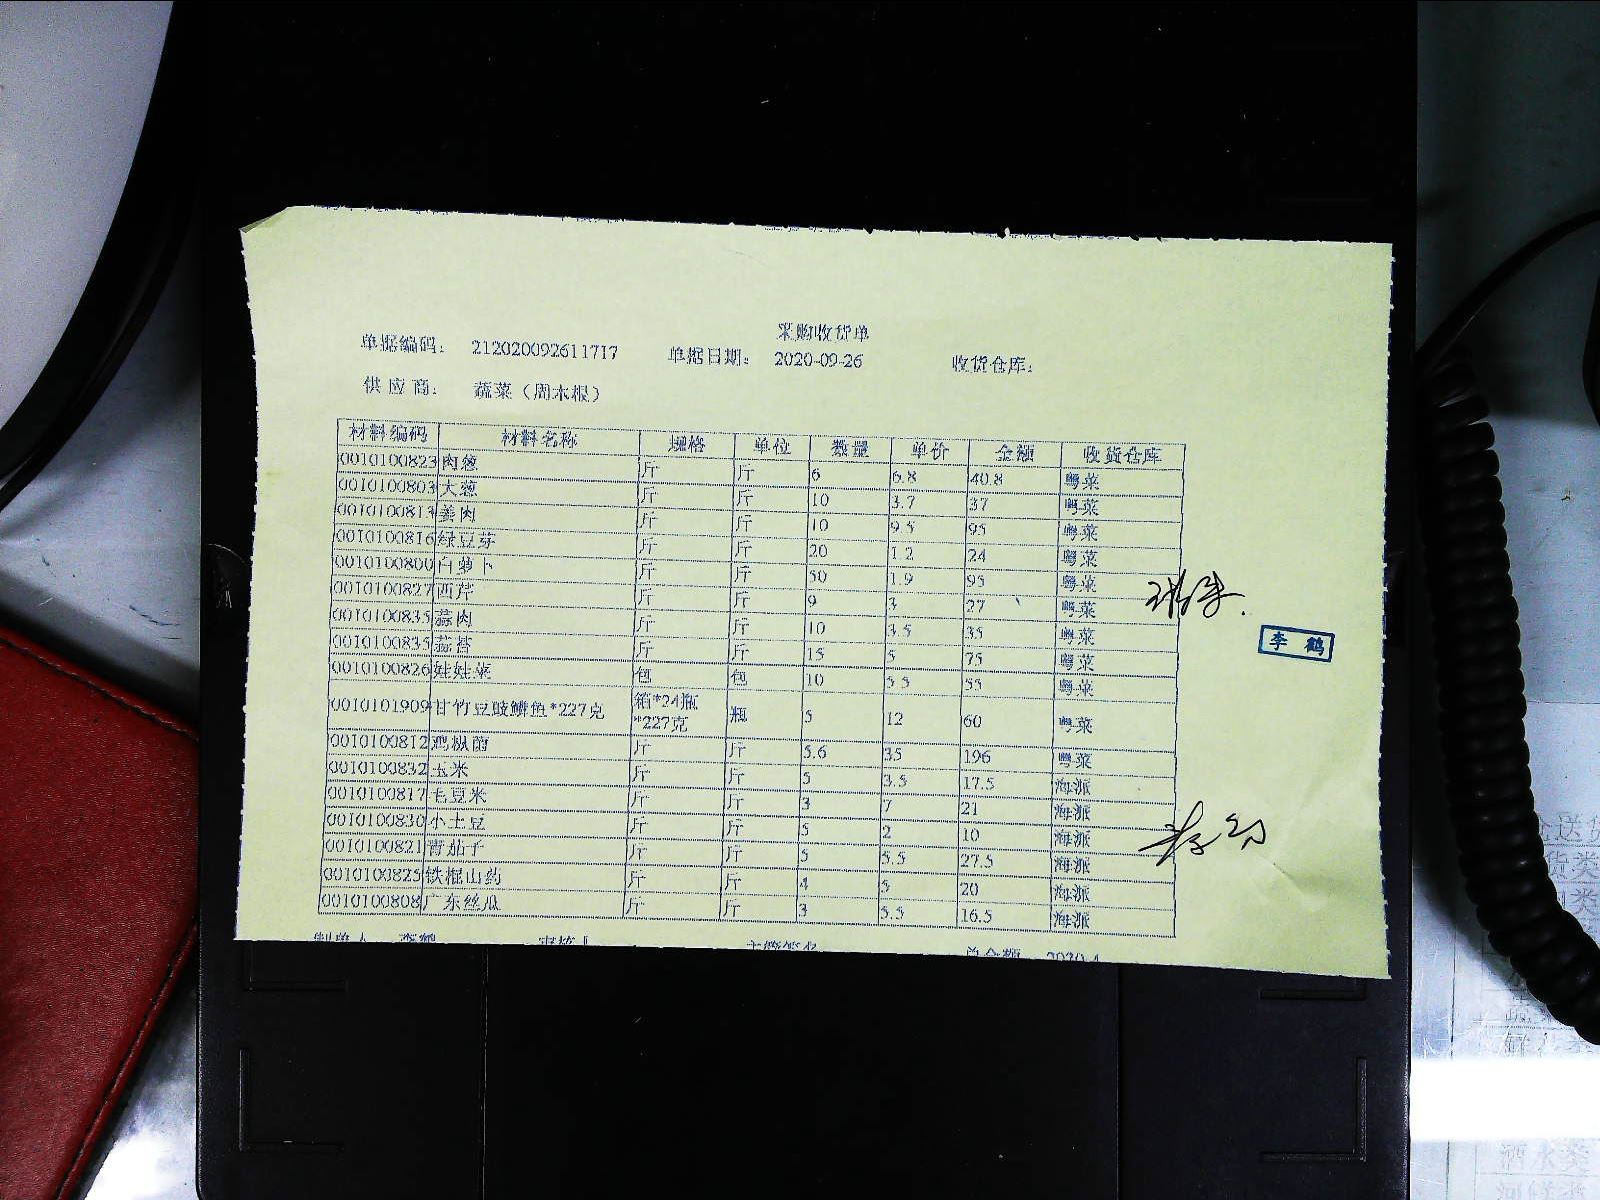 采购收货单
单据编码： 212020092611717 单据日期： 2020-09-26 收货仓库：
供 应 商： 蔬菜（周木根）
材料编码 材料名称 规格 单位 数量 单价 金额 收货仓库
0010100823 肉葱 斤 斤 6 6.8 40.8 粤菜
0010100803 大葱 斤 斤 10 3.7 37 粤菜
0010100813 姜肉 斤 斤 10 9.5 95 粤菜
0010100816 绿豆芽 斤 斤 20 1.2 24 粤菜
0010100800 白萝卜 斤 斤 50 1.9 95 粤菜
0010100827 西芹 斤 斤 9 3 27 粤菜
0010100835 蒜肉 斤 斤 10 3.5 35 粤菜
0010100835 蒜苔 斤 斤 15 5 75 粤菜
0010100826 娃娃菜 包 包 10 5.5 55 粤菜
0010101909 甘竹豆豉鲮鱼*227克 箱*24瓶*227克 瓶 5 12 60 粤菜
0010100812 鸡枞菌 斤 斤 5.6 35 196 粤菜
0010100832 玉米 斤 斤 5 3.5 17.5 海派
0010100817 毛豆米 斤 斤 3 7 21 海派
0010100830 小土豆 斤 斤 5 2 10 海派
0010100821 青茄子 斤 斤 5 5.5 27.5 海派
0010100825 铁棍山药 斤 斤 4 5 20 海派
0010100808 广东丝瓜 斤 斤 3 5.5 16.5 海派
李鹤
酒水类